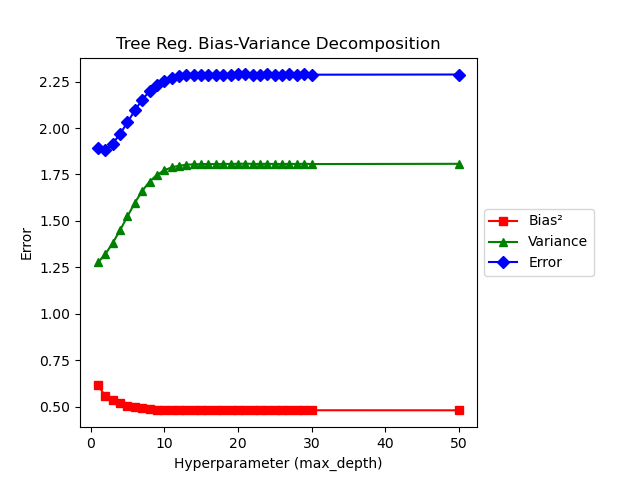 Tree Reg. Bias-Variance Decomposition
2.25
2.00
1.75
1.50
1.25
1.00
0.75
0.50
Error
0 10 20 30 40 50
Hyperparameter (max_depth)
Bias²
Variance
Error